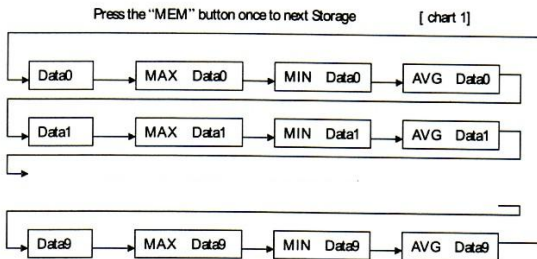 Press the "MEM" button once to next Storage [ chart 1]
Data0 MAX Data0 MIN Data0 AVG Data0
Data1 MAX Data1 MIN Data1 AVG Data1
Data9 MAX Data9 MIN Data9 AVG Data9